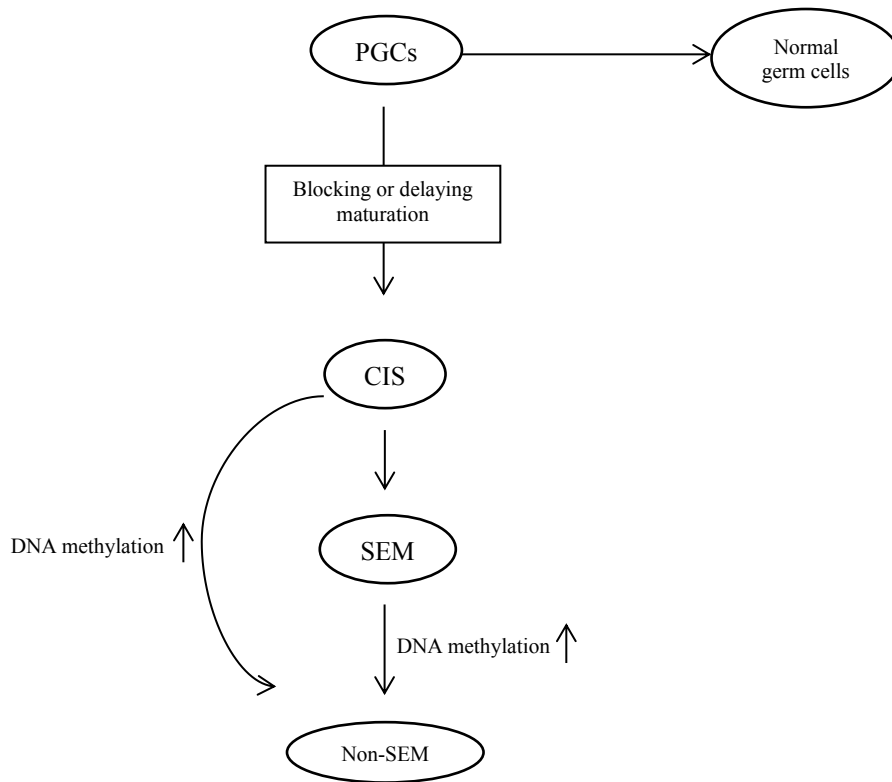 PGCs
Normal
germ cells
Blocking or delaying
maturation
CIS
DNA methylation
SEM
DNA methylation
Non-SEM